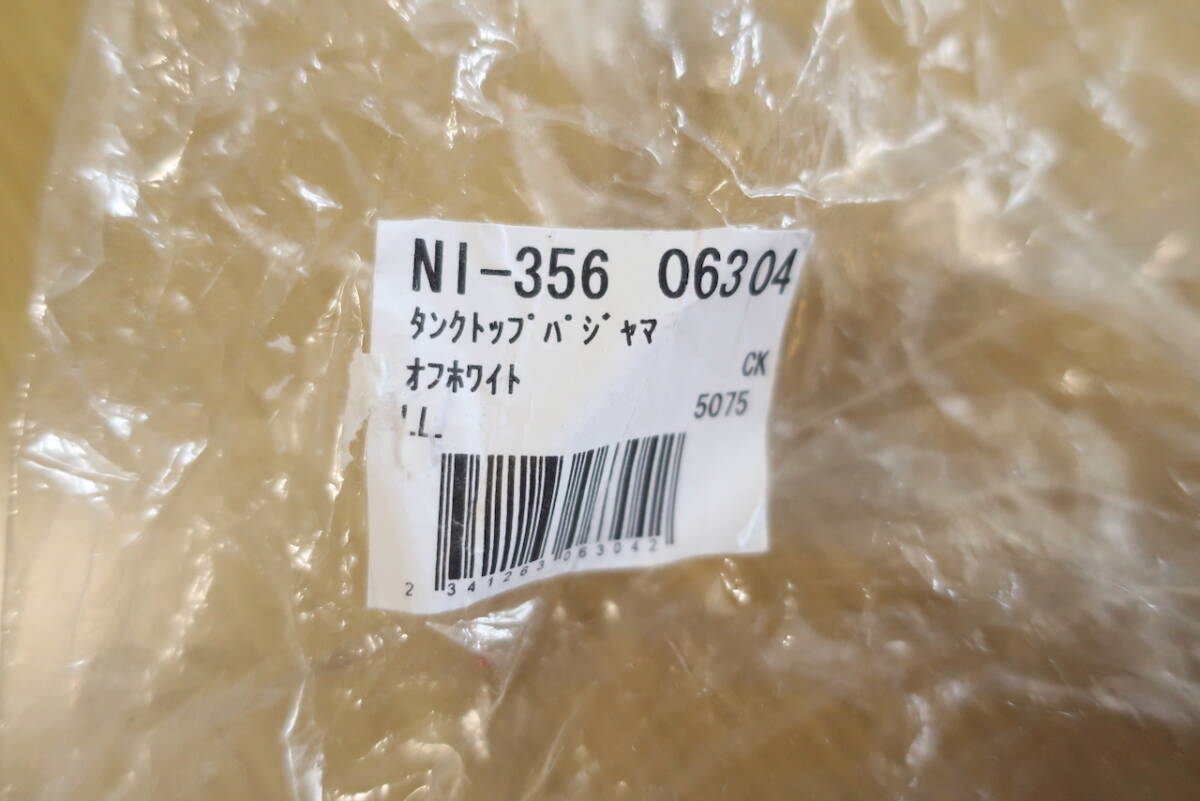 NI-356 06304
ﾀﾝｸﾄｯﾌﾟﾊﾟｼﾞｬﾏ
ｵﾌﾎﾜｲﾄ CK
LL 5075
2 341263 063042